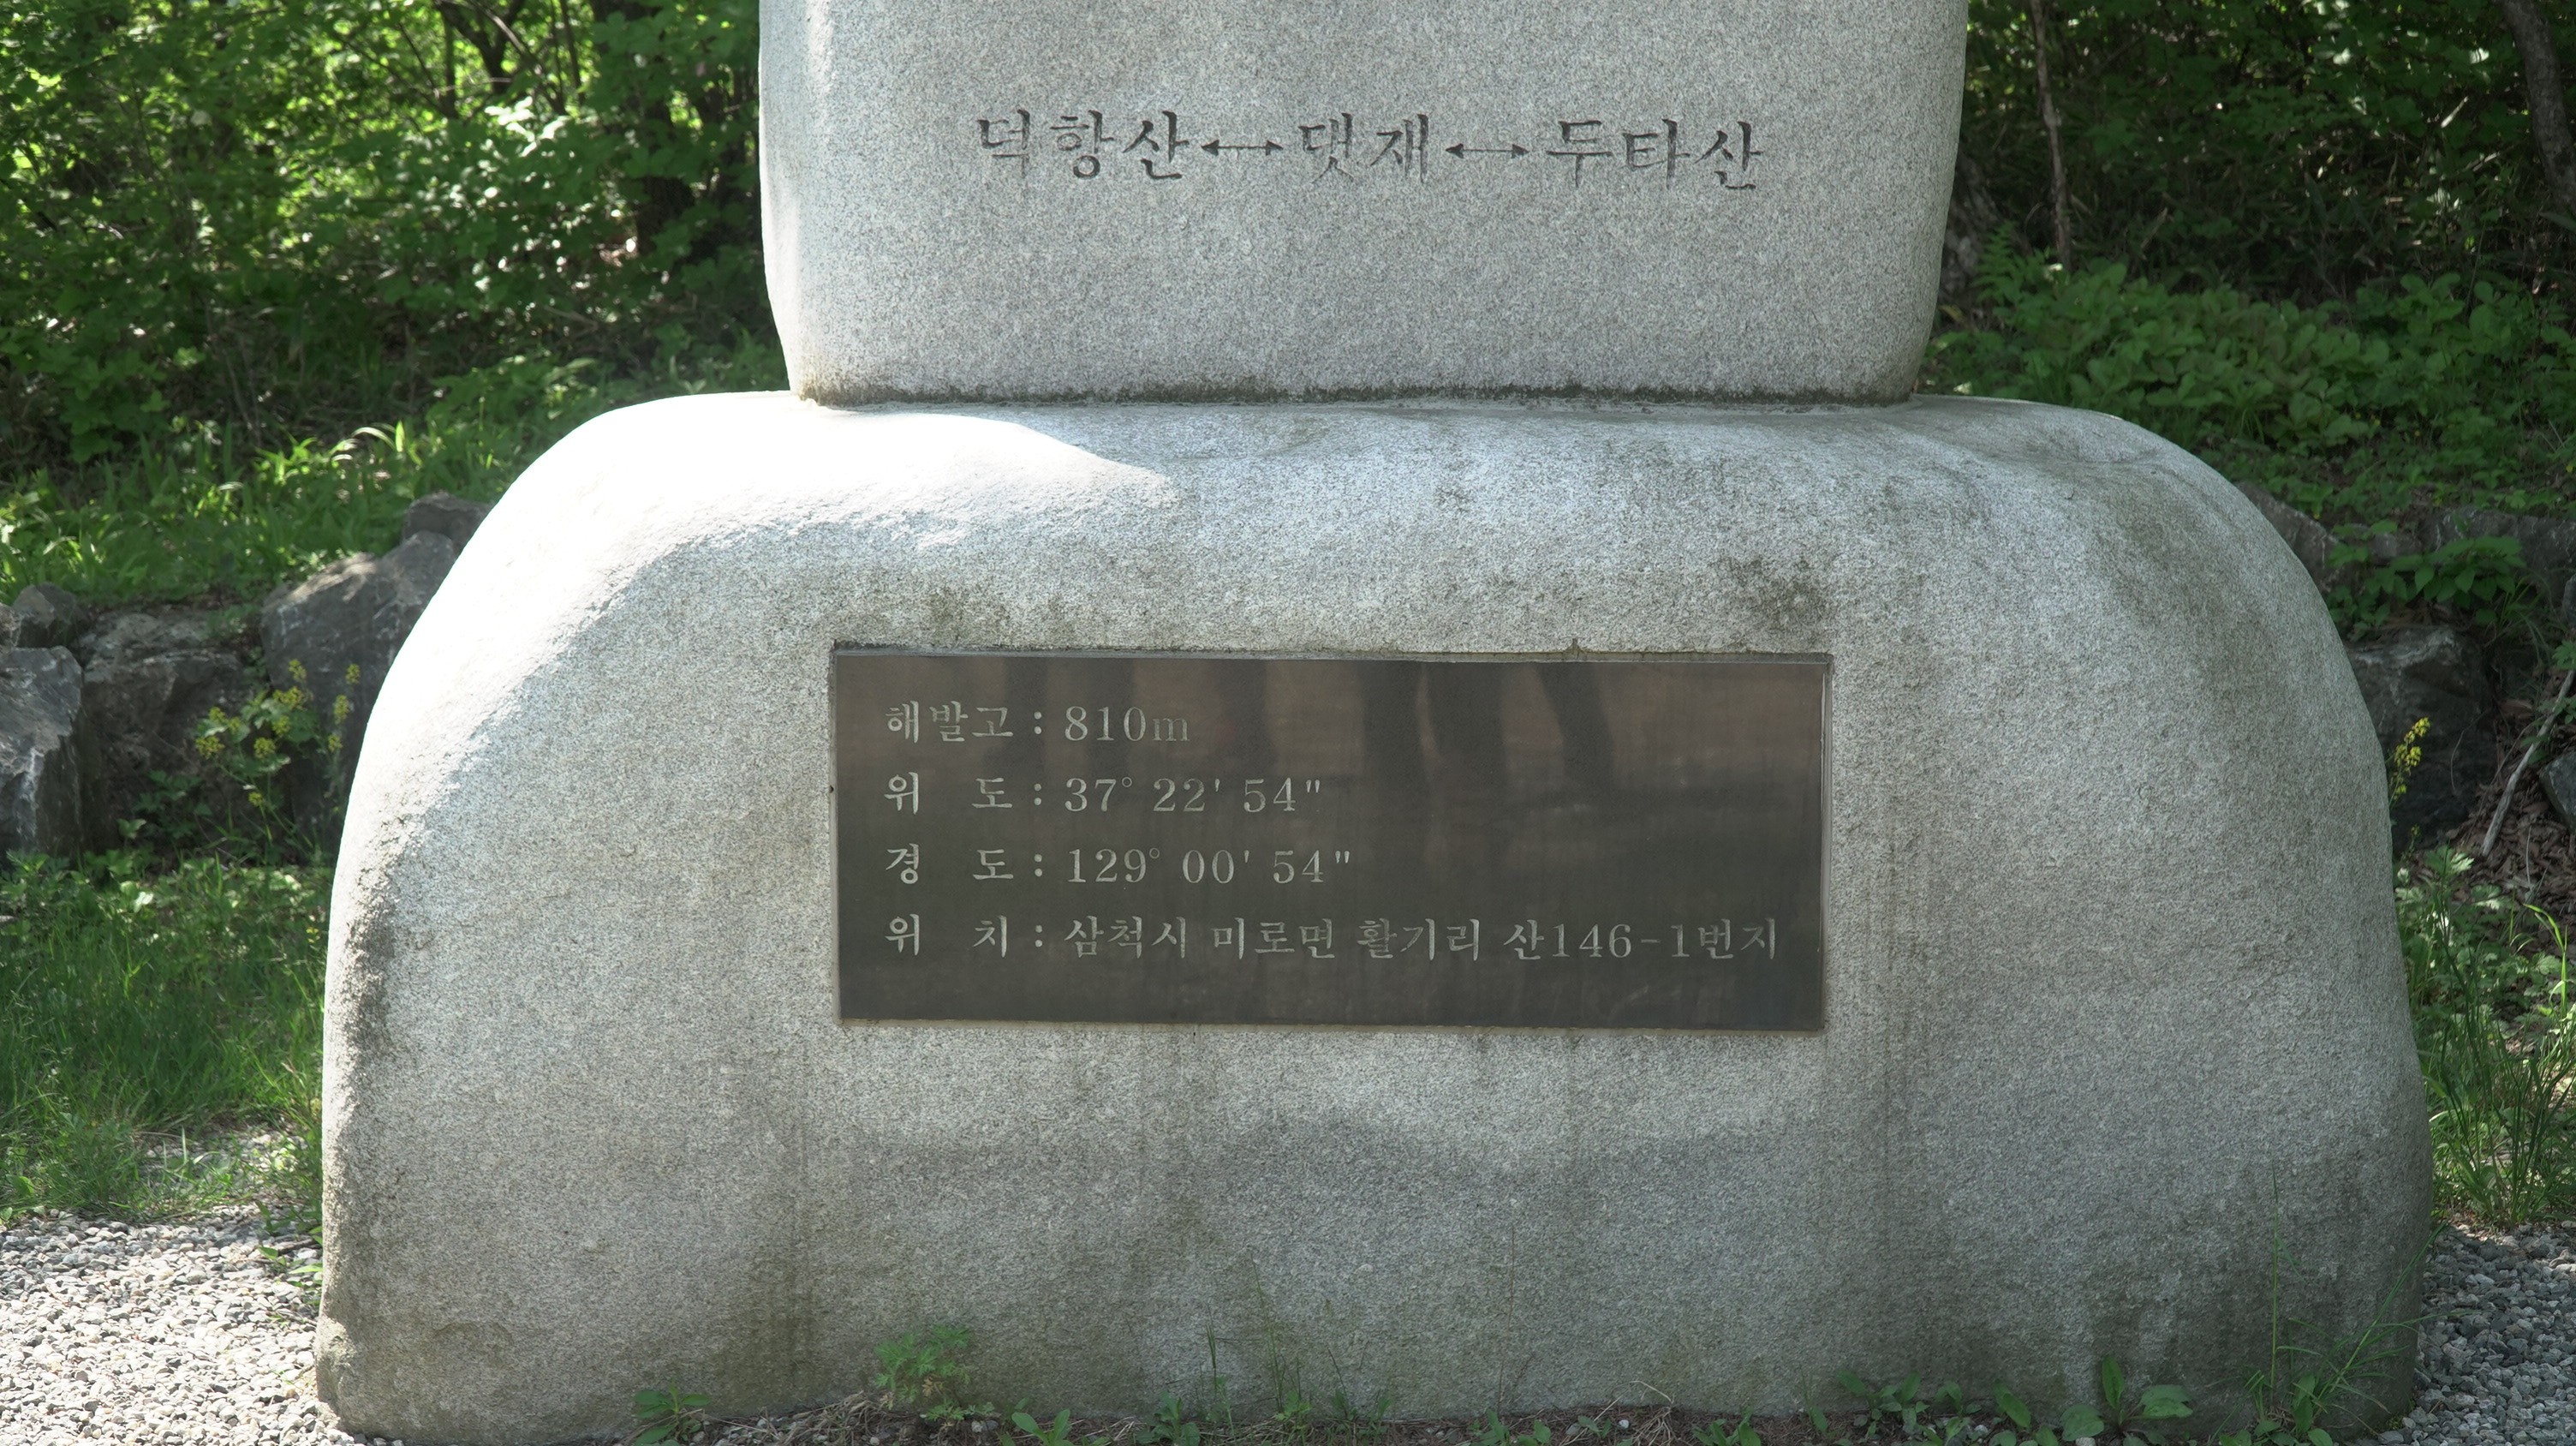 덕항산↔댓재↔두타산
해발고 : 810m
위 도 : 37° 22' 54"
경 도 : 129° 00' 54"
위 치 : 삼척시 미로면 활기리 산146-1번지